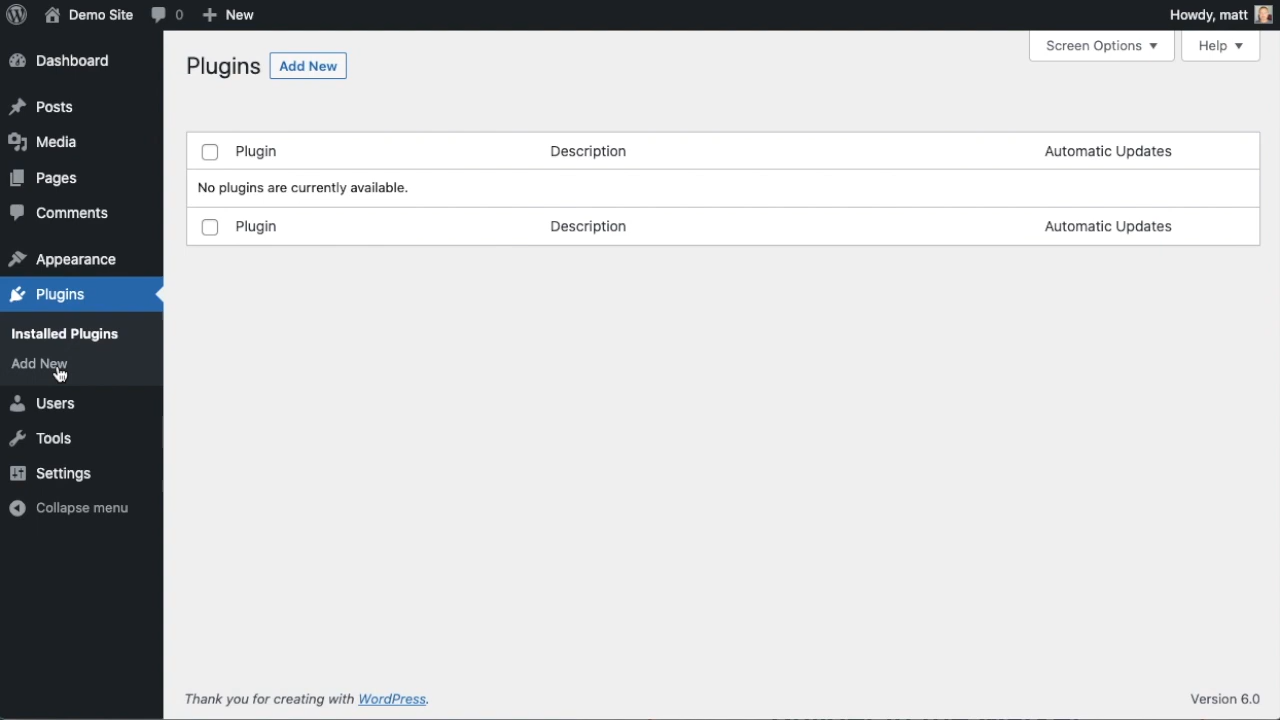 Demo Site 0 New Howdy, matt
Screen Options Help
Plugins Add New
Dashboard
Posts
Media
Pages
Comments
Appearance
Plugins
Installed Plugins
Add New
Users
Tools
Settings
Collapse menu
Plugin Description Automatic Updates
No plugins are currently available.
Plugin Description Automatic Updates
Thank you for creating with WordPress. Version 6.0